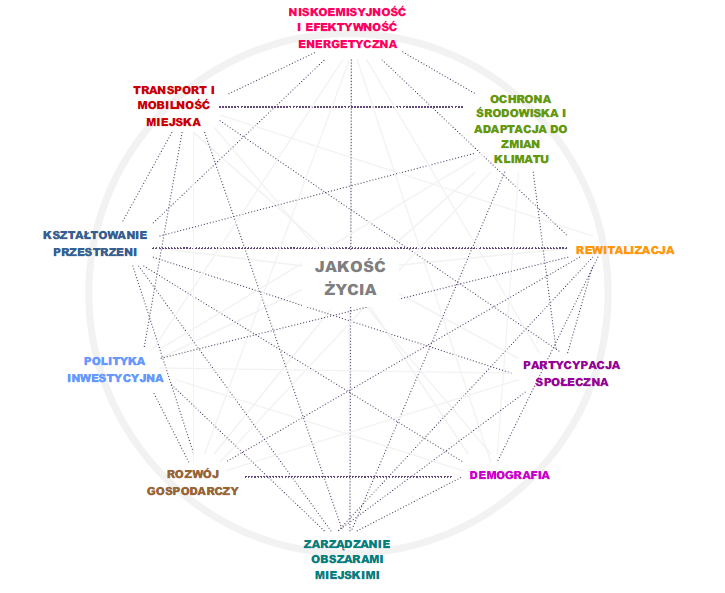 NISKOEMISYJNOŚĆ
I EFEKTYWNOŚĆ
ENERGETYCZNA
TRANSPORT I
MOBILNOŚĆ
MIEJSKA
OCHRONA
ŚRODOWISKA I
ADAPTACJA DO
ZMIAN
KLIMATU
KSZTAŁTOWANIE
PRZESTRZENI
REWITALIZACJA
JAKOŚĆ
ŻYCIA
POLITYKA
INWESTYCYJNA
PARTYCYPACJA
SPOŁECZNA
ROZWÓJ
GOSPODARCZY
DEMOGRAFIA
ZARZĄDZANIE
OBSZARAMI
MIEJSKIMI